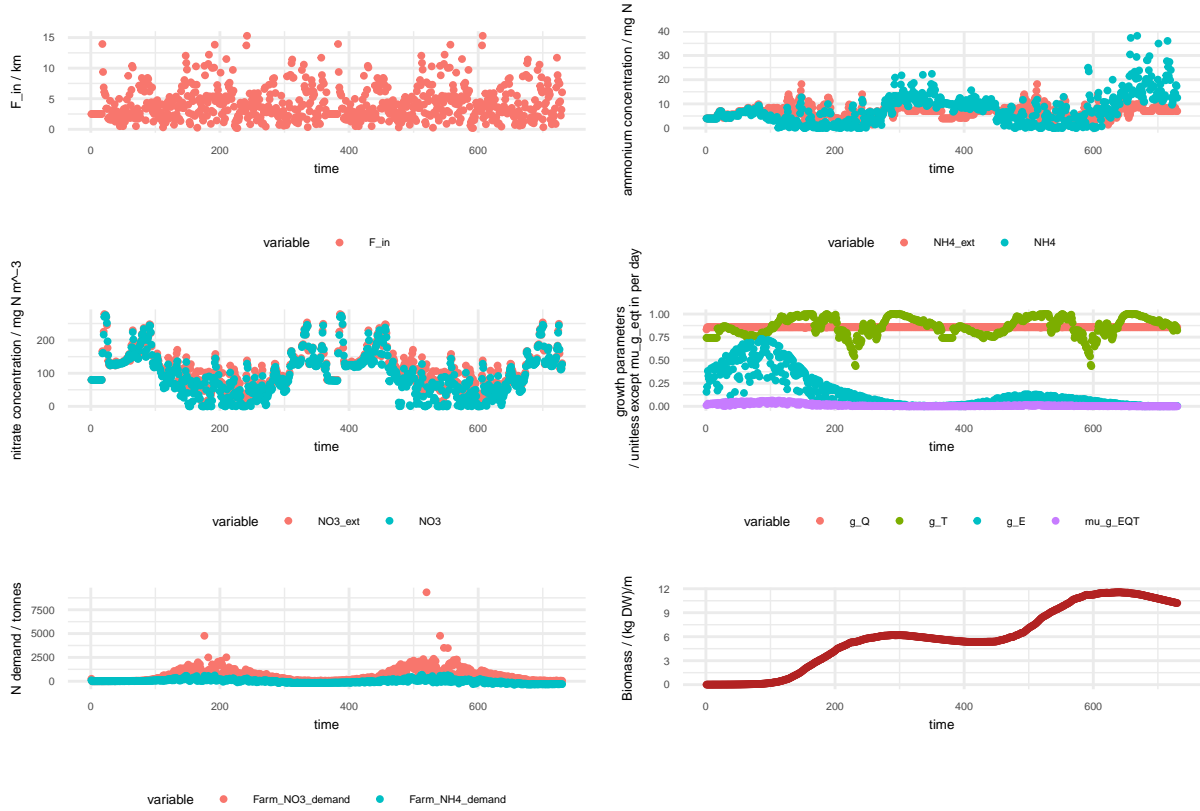 F_in / km
15
10
5
0
0
200
400
600
time
variable
F_in
ammonium concentration / mg N
40
30
20
10
0
0
200
400
600
time
variable
NH4_ext
NH4
nitrate concentration / mg N m^−3
200
100
0
0
200
400
600
time
variable
NO3_ext
NO3
growth parameters
/ unitless except mu_g_eqt in per day
1.00
0.75
0.50
0.25
0.00
0
200
400
600
time
variable
g_Q
g_T
g_E
mu_g_EQT
N demand / tonnes
7500
5000
2500
0
0
200
400
600
time
variable
Farm_NO3_demand
Farm_NH4_demand
Biomass / (kg DW)/m
12
9
6
3
0
0
200
400
600
time